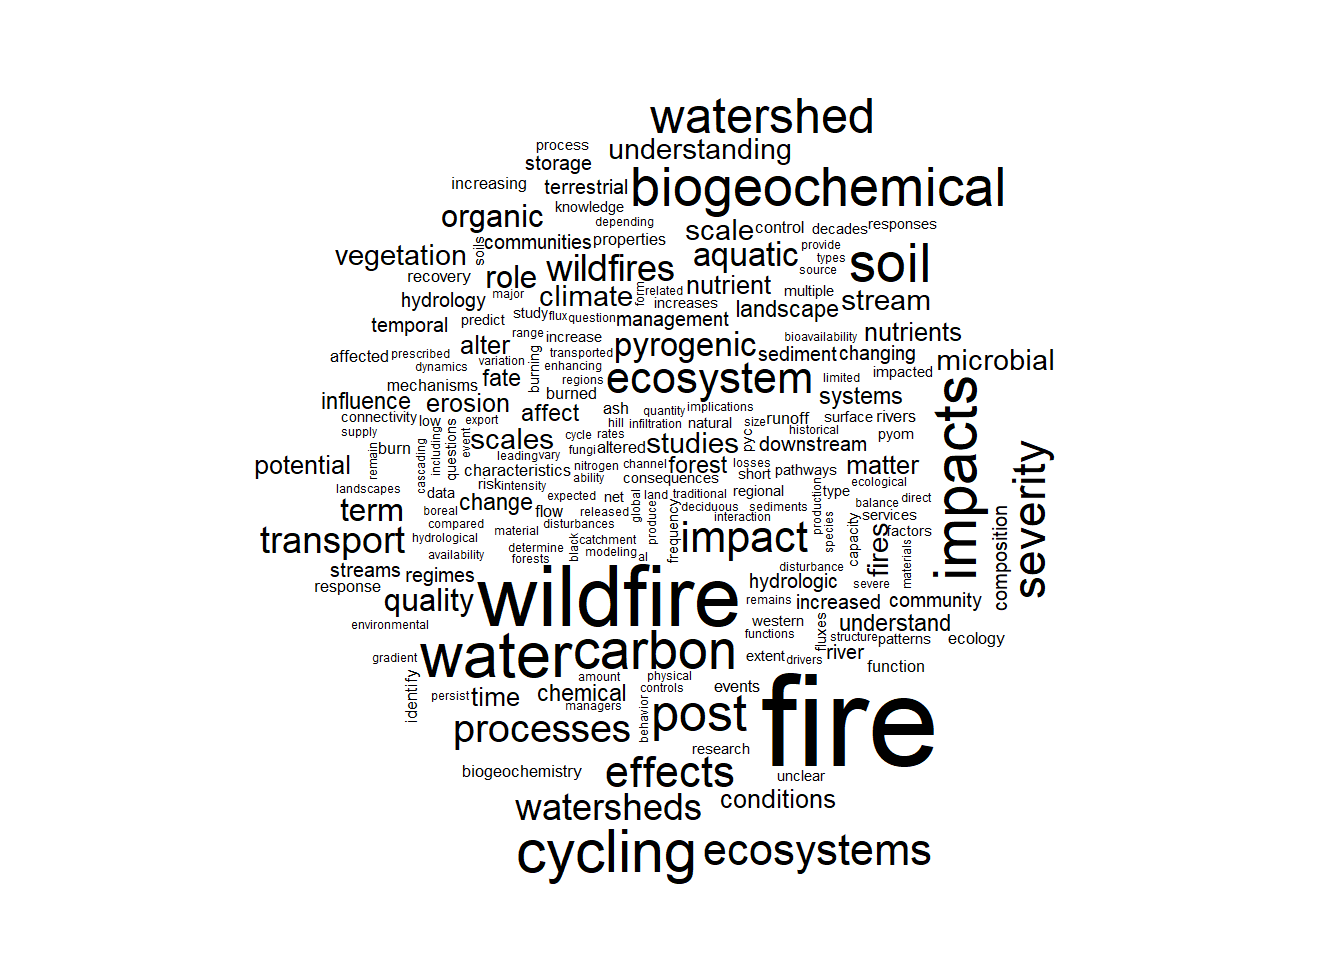 watershed
process
understanding
storage
increasing
terrestrial
biogeochemical
knowledge
organic
depending
scale
control
decades
responses
communities
properties
vegetation
soils
aquatic
provide
types
source
soil
recovery
role
wildfires
major
climate
form
related
nutrient
multiple
hydrology
increases
landscape
stream
study
flux
question
management
temporal
predict
range
increase
bioavailability
nutrients
alter
pyrogenic
sediment
changing
affected
prescribed
variation
transported
microbial
dynamics
enhancing
fate
burning
regions
ecosystem
limited
impacted
mechanisms
burned
systems
influence
erosion
affect
ash
quantity
implications
connectivity
low
export
hill
infiltration
natural
size
runoff
surface
rivers
supply
event
scales
cycle
rates
altered
studies
pyc
historical
downstream
pyom
remain
burn
cascading
including
questions
leading
vary
fungi
potential
characteristics
nitrogen
channel
forest
losses
short
pathways
matter
ability
consequences
ecological
risk
intensity
landscapes
data
change
expected
net
land
traditional
regional
type
balance
direct
impacts
severity
term
boreal
flow
released
global
produce
deciduous
sediments
production
services
compared
disturbances
interaction
species
factors
transport
hydrological
material
catchment
frequency
impact
capacity
fires
materials
composition
availability
determine
forests
black
modeling
al
streams
regimes
disturbance
response
hydrologic
severe
quality
wildfire
remains
increased
community
environmental
western
understand
functions
fluxes
structure
patterns
ecology
water
carbon
extent
drivers
river
gradient
function
amount
physical
controls
events
identify
persist
time
chemical
managers
behavior
post
fire
processes
research
biogeochemistry
effects
unclear
watersheds
conditions
cycling
ecosystems